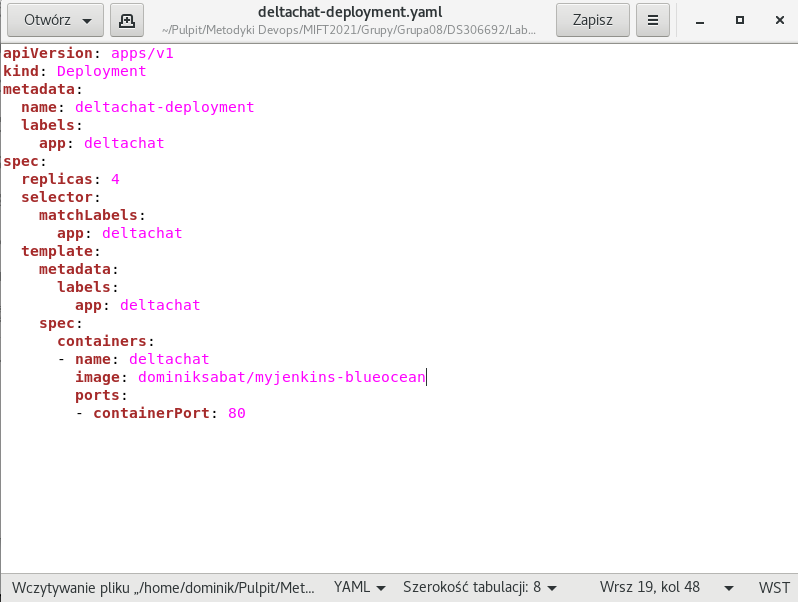 Otwórz
deltachat-deployment.yaml
~/Pulpit/Metodyki Devops/MIFT2021/Grupy/Grupa08/DS306692/Lab...
Zapisz
apiVersion: apps/v1
kind: Deployment
metadata:
  name: deltachat-deployment
  labels:
    app: deltachat
spec:
  replicas: 4
  selector:
    matchLabels:
      app: deltachat
  template:
    metadata:
      labels:
        app: deltachat
    spec:
      containers:
      - name: deltachat
        image: dominiksabat/myjenkins-blueocean
        ports:
        - containerPort: 80
Wczytywanie pliku „/home/dominik/Pulpit/Met... YAML Szerokość tabulacji: 8 Wrsz 19, kol 48 WST